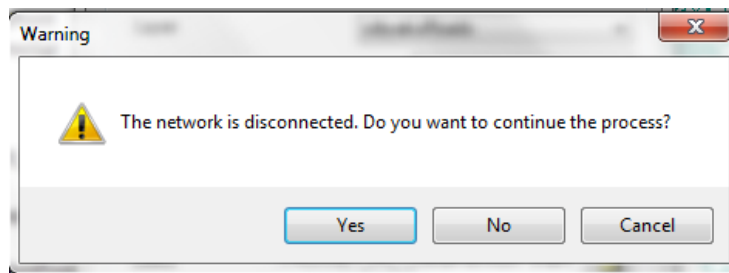 Warning
The network is disconnected. Do you want to continue the process?
Yes
No
Cancel